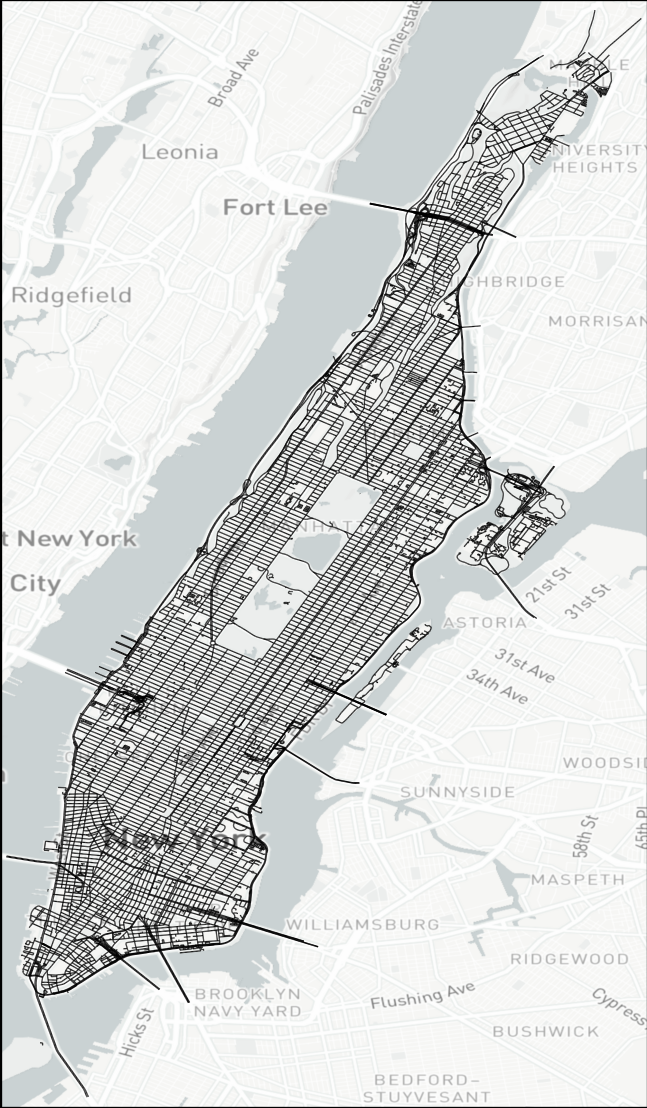 Broad Ave
Palisades Interstate
Leonia
Fort Lee
UNIVERSITY
HEIGHTS
Ridgefield
GHBRIDGE
MORRISAN
t New York
City
21st St
31st St
ASTORIA
31st Ave
34th Ave
WOODSID
SUNNYSIDE
58th St
65th Pl
New York
MASPETH
WILLIAMSBURG
RIDGEWOOD
BROOKLYN
NAVY YARD
Flushing Ave
Cypress
Hicks St
BUSHWICK
BEDFORD-
STUYVESANT